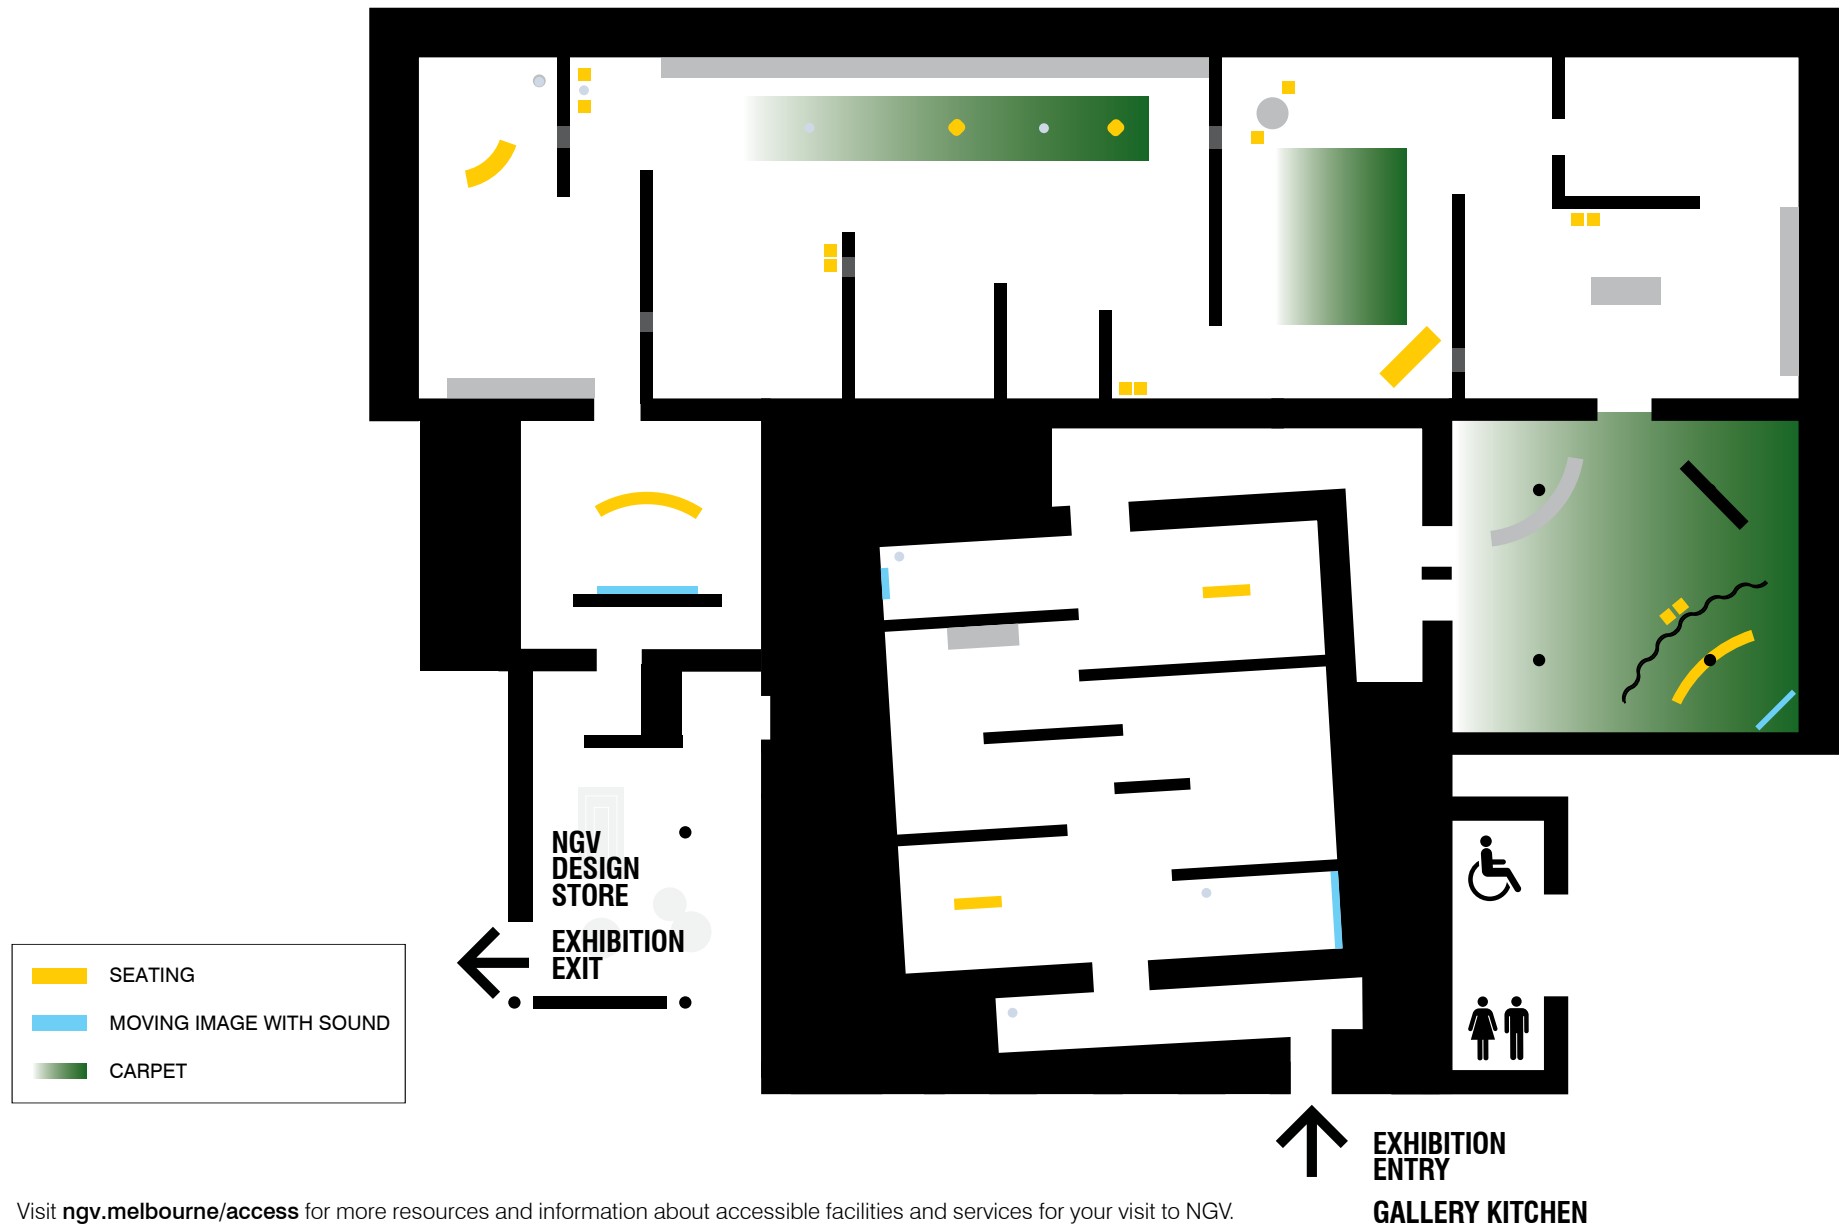 NGV
DESIGN
STORE
EXHIBITION
EXIT
SEATING
MOVING IMAGE WITH SOUND
CARPET
EXHIBITION
ENTRY
GALLERY KITCHEN
Visit ngv.melbourne/access for more resources and information about accessible facilities and services for your visit to NGV.